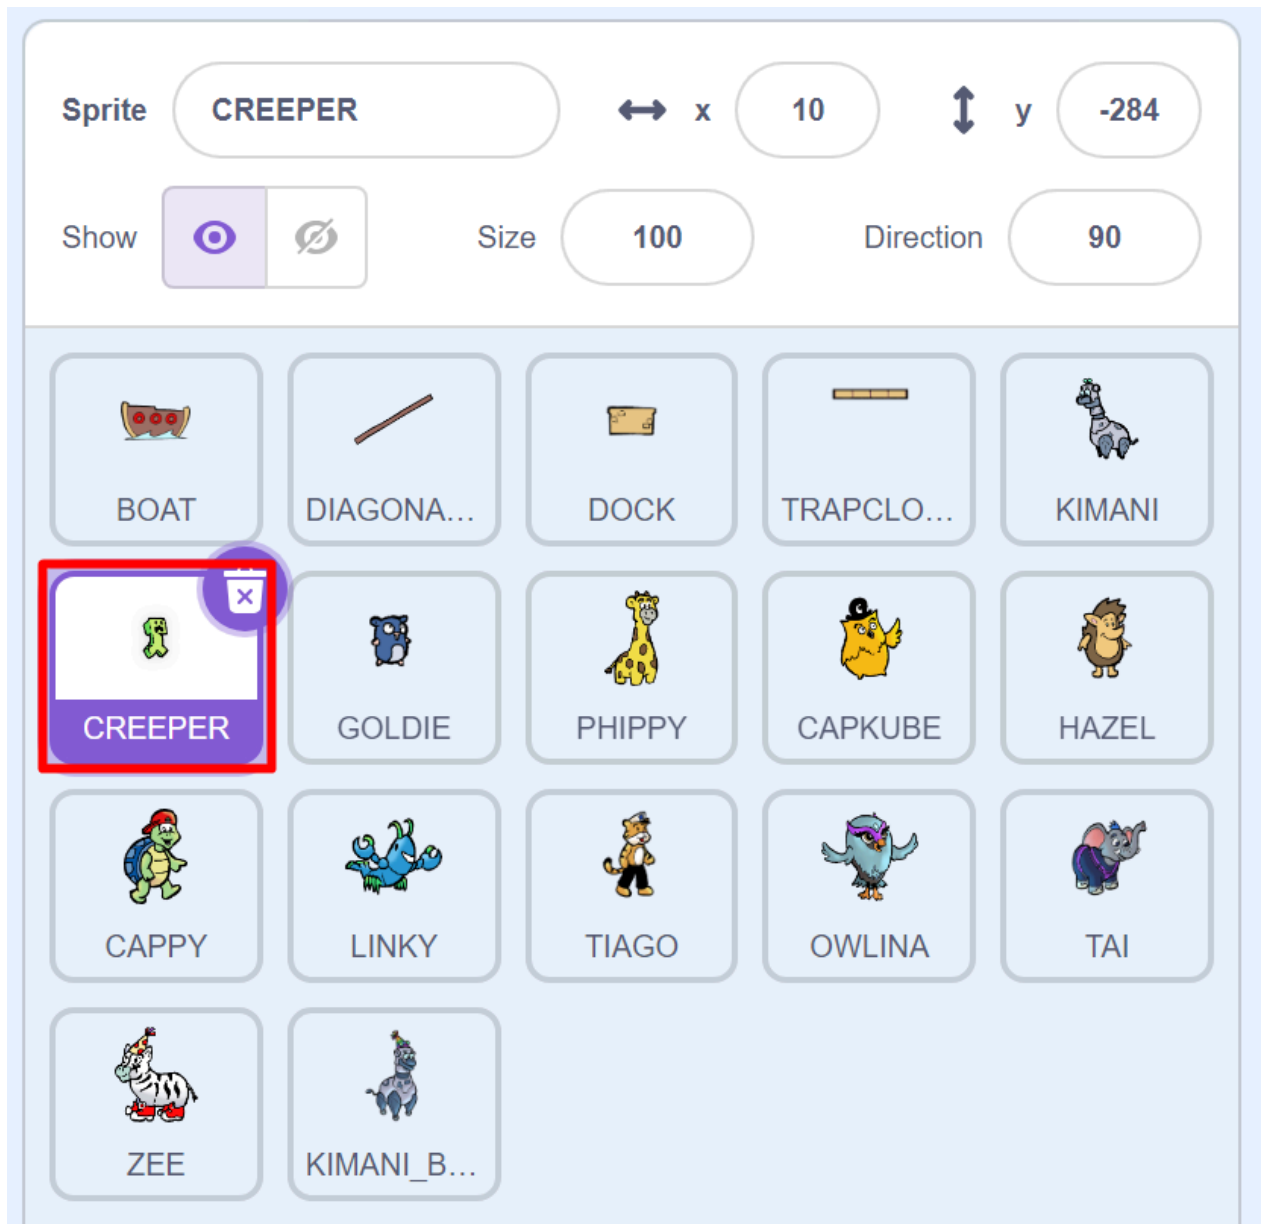 Sprite CREEPER x 10 y -284
Show Size 100 Direction 90
BOAT DIAGONA... DOCK TRAPCLO... KIMANI
CREEPER GOLDIE PHIPPY CAPKUBE HAZEL
CAPPY LINKY TIAGO OWLINA TAI
ZEE KIMANI_B...